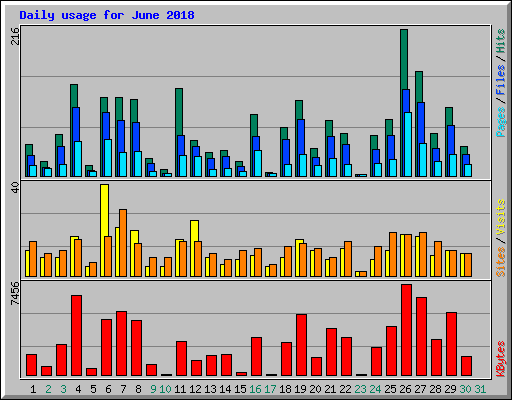 Daily usage for June 2018
216
Pages / Files / Hits
40
Sites / Visits
7456
KBytes
1 2 3 4 5 6 7 8 9 10 11 12 13 14 15 16 17 18 19 20 21 22 23 24 25 26 27 28 29 30 31